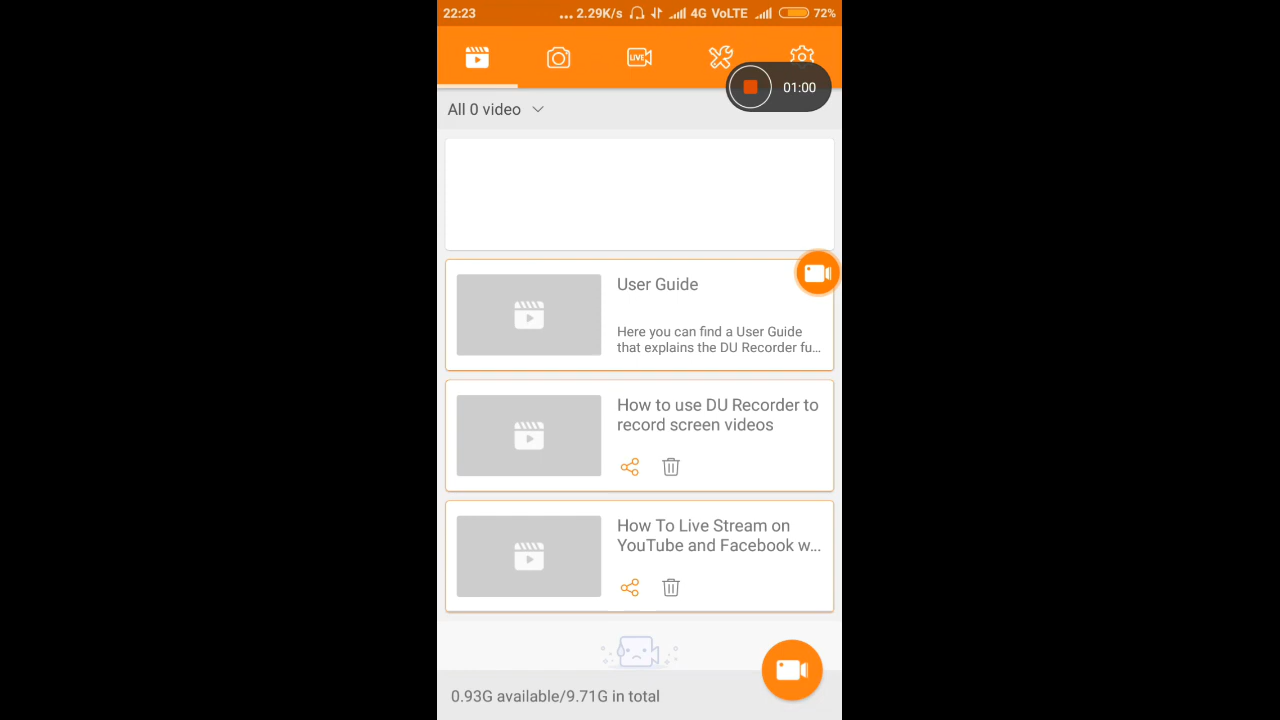 22:23 ... 2.29K/s 4G VoLTE 72%
LIVE
01:00
All 0 video
User Guide
Here you can find a User Guide
that explains the DU Recorder fu...
How to use DU Recorder to
record screen videos
How To Live Stream on
YouTube and Facebook w...
0.93G available/9.71G in total